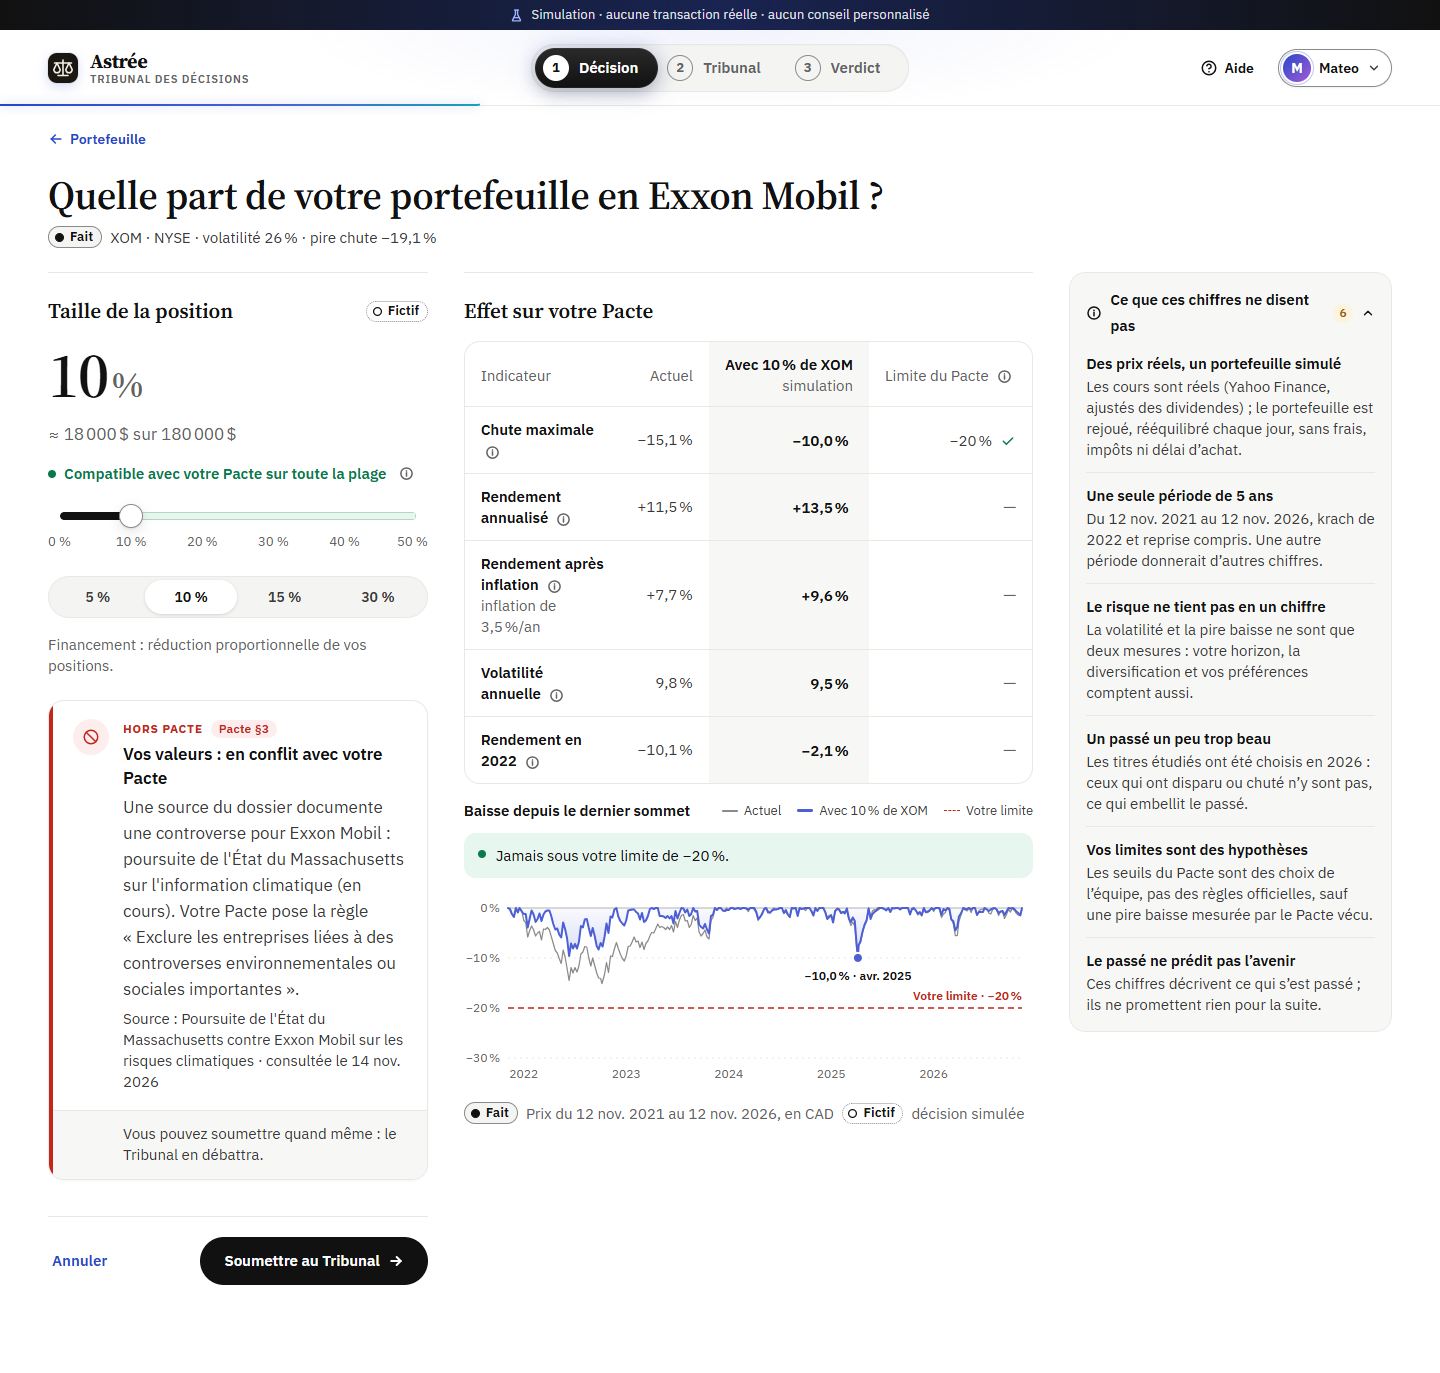 Simulation · aucune transaction réelle · aucun conseil personnalisé
Astrée
TRIBUNAL DES DÉCISIONS
1 Décision
2 Tribunal
3 Verdict
Aide
M Mateo
← Portefeuille
Quelle part de votre portefeuille en Exxon Mobil ?
Fait XOM · NYSE · volatilité 26 % · pire chute −19,1 %
Taille de la position
Fictif
10 %
≈ 18 000 $ sur 180 000 $
Compatible avec votre Pacte sur toute la plage
0 % 10 % 20 % 30 % 40 % 50 %
5 % 10 % 15 % 30 %
Financement : réduction proportionnelle de vos
positions.
HORS PACTE Pacte §3
Vos valeurs : en conflit avec votre
Pacte
Une source du dossier documente
une controverse pour Exxon Mobil :
poursuite de l'État du Massachusetts
sur l'information climatique (en
cours). Votre Pacte pose la règle
« Exclure les entreprises liées à des
controverses environnementales ou
sociales importantes ».
Source : Poursuite de l'État du
Massachusetts contre Exxon Mobil sur les
risques climatiques · consultée le 14 nov.
2026
Vous pouvez soumettre quand même : le
Tribunal en débattra.
Annuler
Soumettre au Tribunal →
Effet sur votre Pacte
Indicateur Actuel Avec 10 % de XOM Limite du Pacte
simulation
Chute maximale −15,1 % −10,0 % −20 % ✓
Rendement
annualisé +11,5 % +13,5 % —
Rendement après
inflation
inflation de
3,5 %/an +7,7 % +9,6 % —
Volatilité
annuelle 9,8 % 9,5 % —
Rendement en
2022 −10,1 % −2,1 % —
Baisse depuis le dernier sommet
Actuel Avec 10 % de XOM Votre limite
Jamais sous votre limite de −20 %.
0 %
−10 %
−10,0 % · avr. 2025
Votre limite · −20 %
−20 %
−30 %
2022 2023 2024 2025 2026
Fait Prix du 12 nov. 2021 au 12 nov. 2026, en CAD Fictif décision simulée
Ce que ces chiffres ne disent
pas
6
Des prix réels, un portefeuille simulé
Les cours sont réels (Yahoo Finance,
ajustés des dividendes) ; le portefeuille est
rejoué, rééquilibré chaque jour, sans frais,
impôts ni délai d’achat.
Une seule période de 5 ans
Du 12 nov. 2021 au 12 nov. 2026, krach de
2022 et reprise compris. Une autre
période donnerait d’autres chiffres.
Le risque ne tient pas en un chiffre
La volatilité et la pire baisse ne sont que
deux mesures : votre horizon, la
diversification et vos préférences
comptent aussi.
Un passé un peu trop beau
Les titres étudiés ont été choisis en 2026 :
ceux qui ont disparu ou chuté n’y sont pas,
ce qui embellit le passé.
Vos limites sont des hypothèses
Les seuils du Pacte sont des choix de
l’équipe, pas des règles officielles, sauf
une pire baisse mesurée par le Pacte vécu.
Le passé ne prédit pas l’avenir
Ces chiffres décrivent ce qui s’est passé ;
ils ne promettent rien pour la suite.